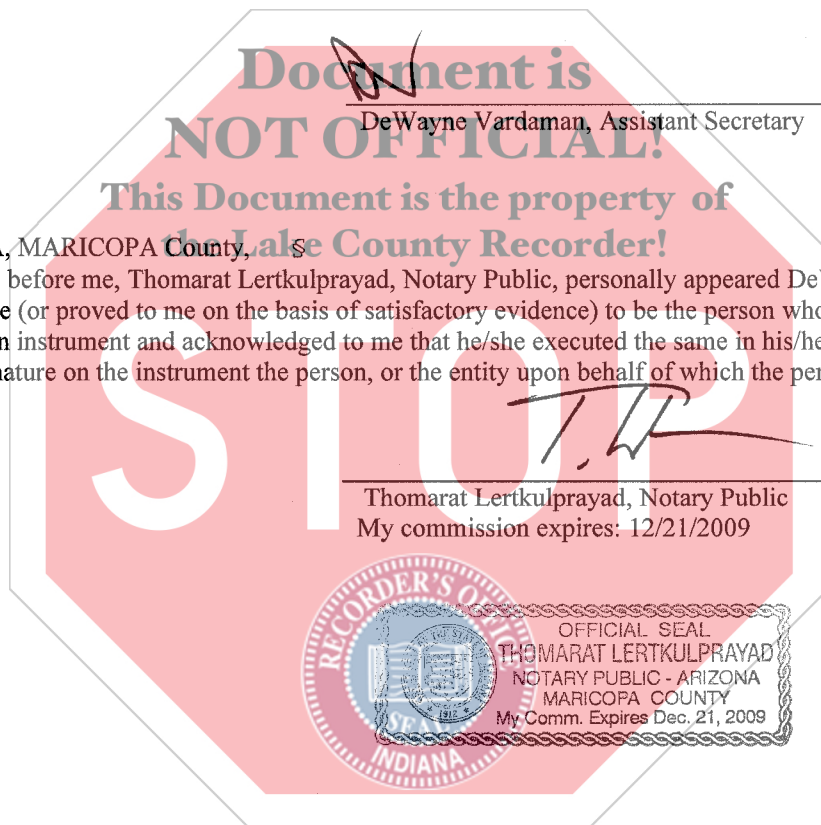 Document is
NOT OFFICIAL!
This Document is the property of
the Lake County Recorder!
STOP
DeWayne Vardaman, Assistant Secretary
A, MARICOPA County, §
before me, Thomarat Lertkulprayad, Notary Public, personally appeared De
e (or proved to me on the basis of satisfactory evidence) to be the person who
n instrument and acknowledged to me that he/she executed the same in his/he
nature on the instrument the person, or the entity upon behalf of which the per
Thomarat Lertkulprayad, Notary Public
My commission expires: 12/21/2009
RECORDER'S OFFICE
SEAL
INDIANA
OFFICIAL SEAL
THOMARAT LERTKULPRAYAD
NOTARY PUBLIC - ARIZONA
MARICOPA COUNTY
My Comm. Expires Dec. 21, 2009
1912